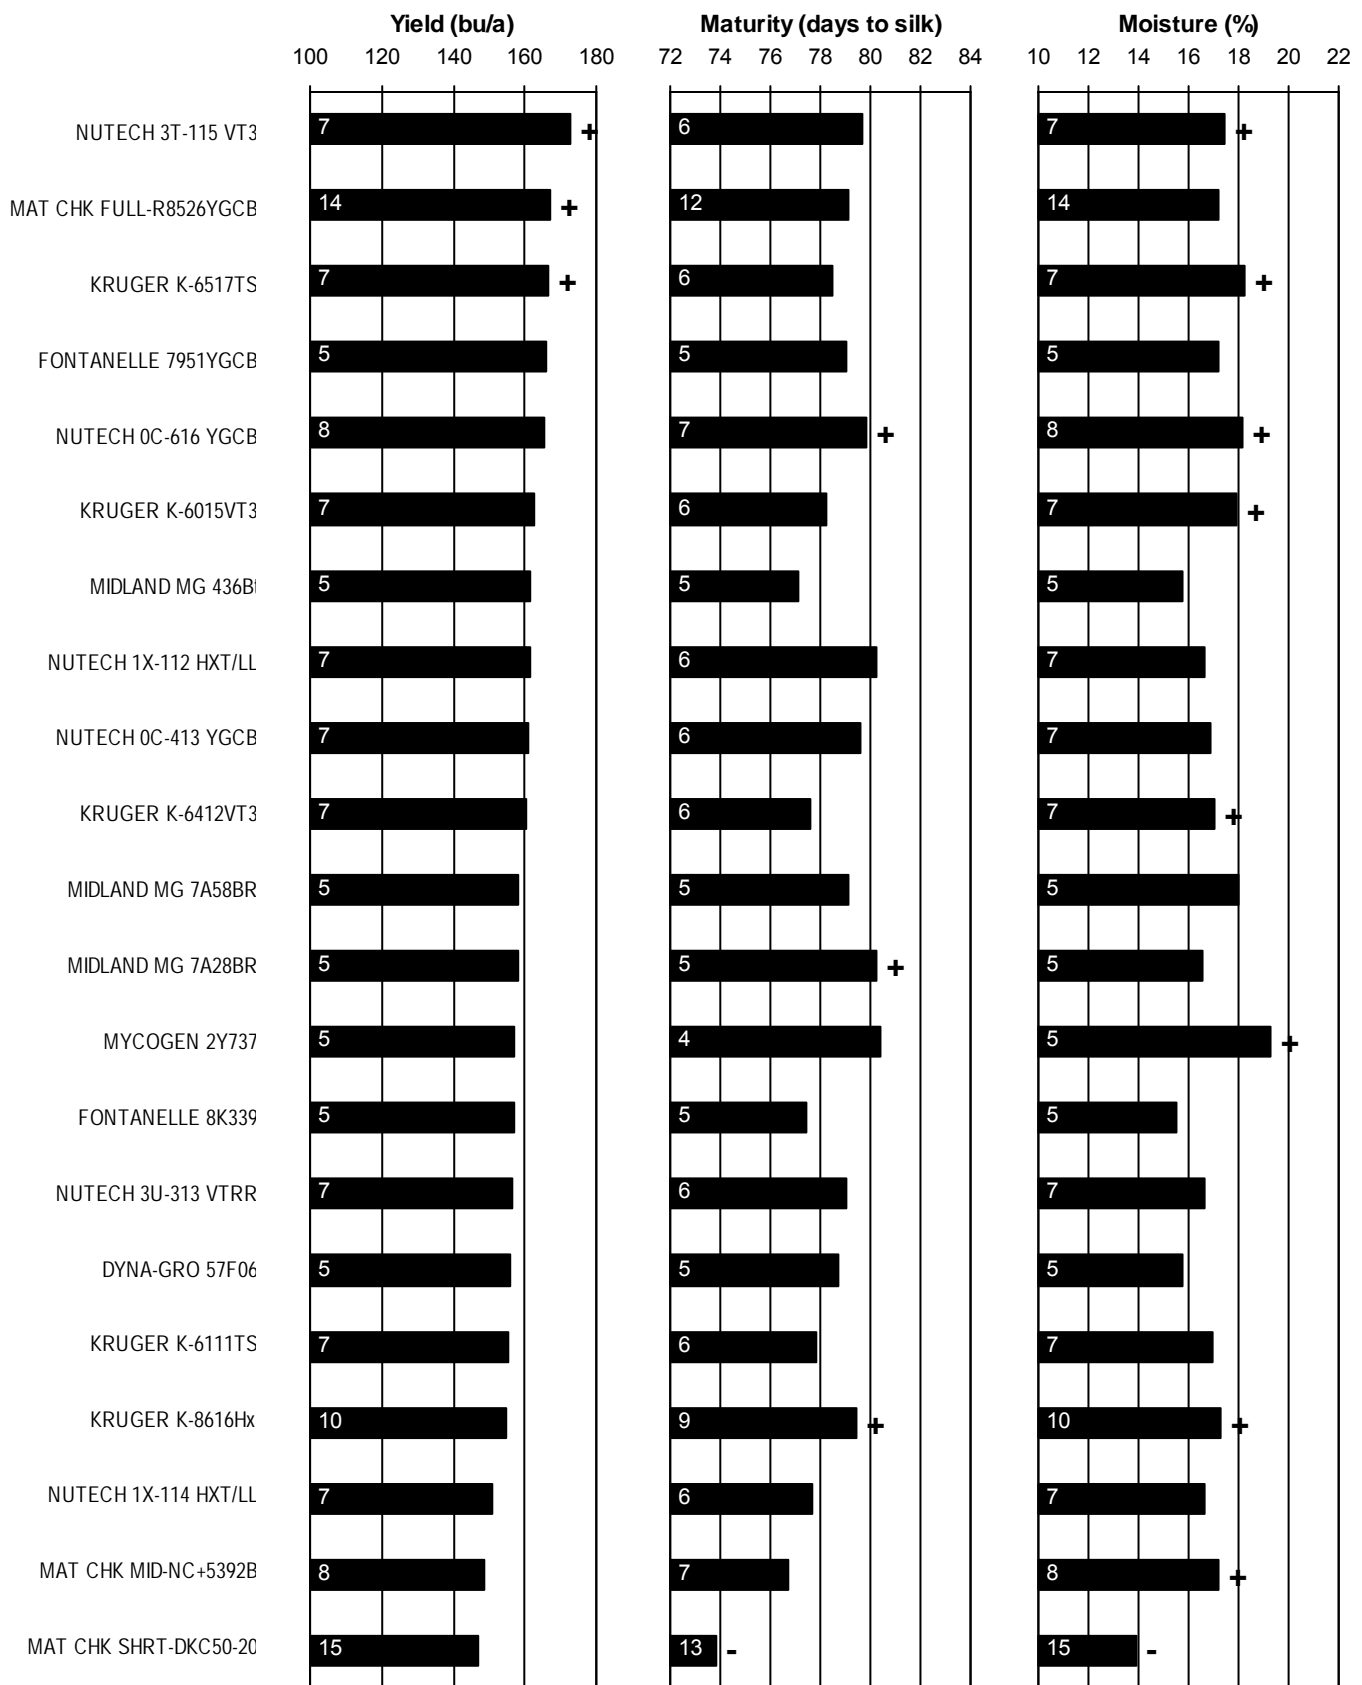 Yield (bu/a) Maturity (days to silk) Moisture (%)
100 120 140 160 180 72 74 76 78 80 82 84 10 12 14 16 18 20 22
NUTECH 3T-115 VT3 7 + 6 7 +
MAT CHK FULL-R8526YGCB 14 + 12 14
KRUGER K-6517TS 7 + 6 7 +
FONTANELLE 7951YGCB 5 5 5
NUTECH 0C-616 YGCB 8 7 + 8 +
KRUGER K-6015VT3 7 6 7 +
MIDLAND MG 436Bt 5 5 5
NUTECH 1X-112 HXT/LL 7 6 7
NUTECH 0C-413 YGCB 7 6 7
KRUGER K-6412VT3 7 6 7 +
MIDLAND MG 7A58BR 5 5 5
MIDLAND MG 7A28BR 5 5 + 5
MYCOGEN 2Y737 5 4 5 +
FONTANELLE 8K339 5 5 5
NUTECH 3U-313 VTRR 7 6 7
DYNA-GRO 57F06 5 5 5
KRUGER K-6111TS 7 6 7
KRUGER K-8616Hx 10 9 + 10 +
NUTECH 1X-114 HXT/LL 7 6 7
MAT CHK MID-NC+5392B 8 7 8 +
MAT CHK SHRT-DKC50-20 15 13 - 15 -